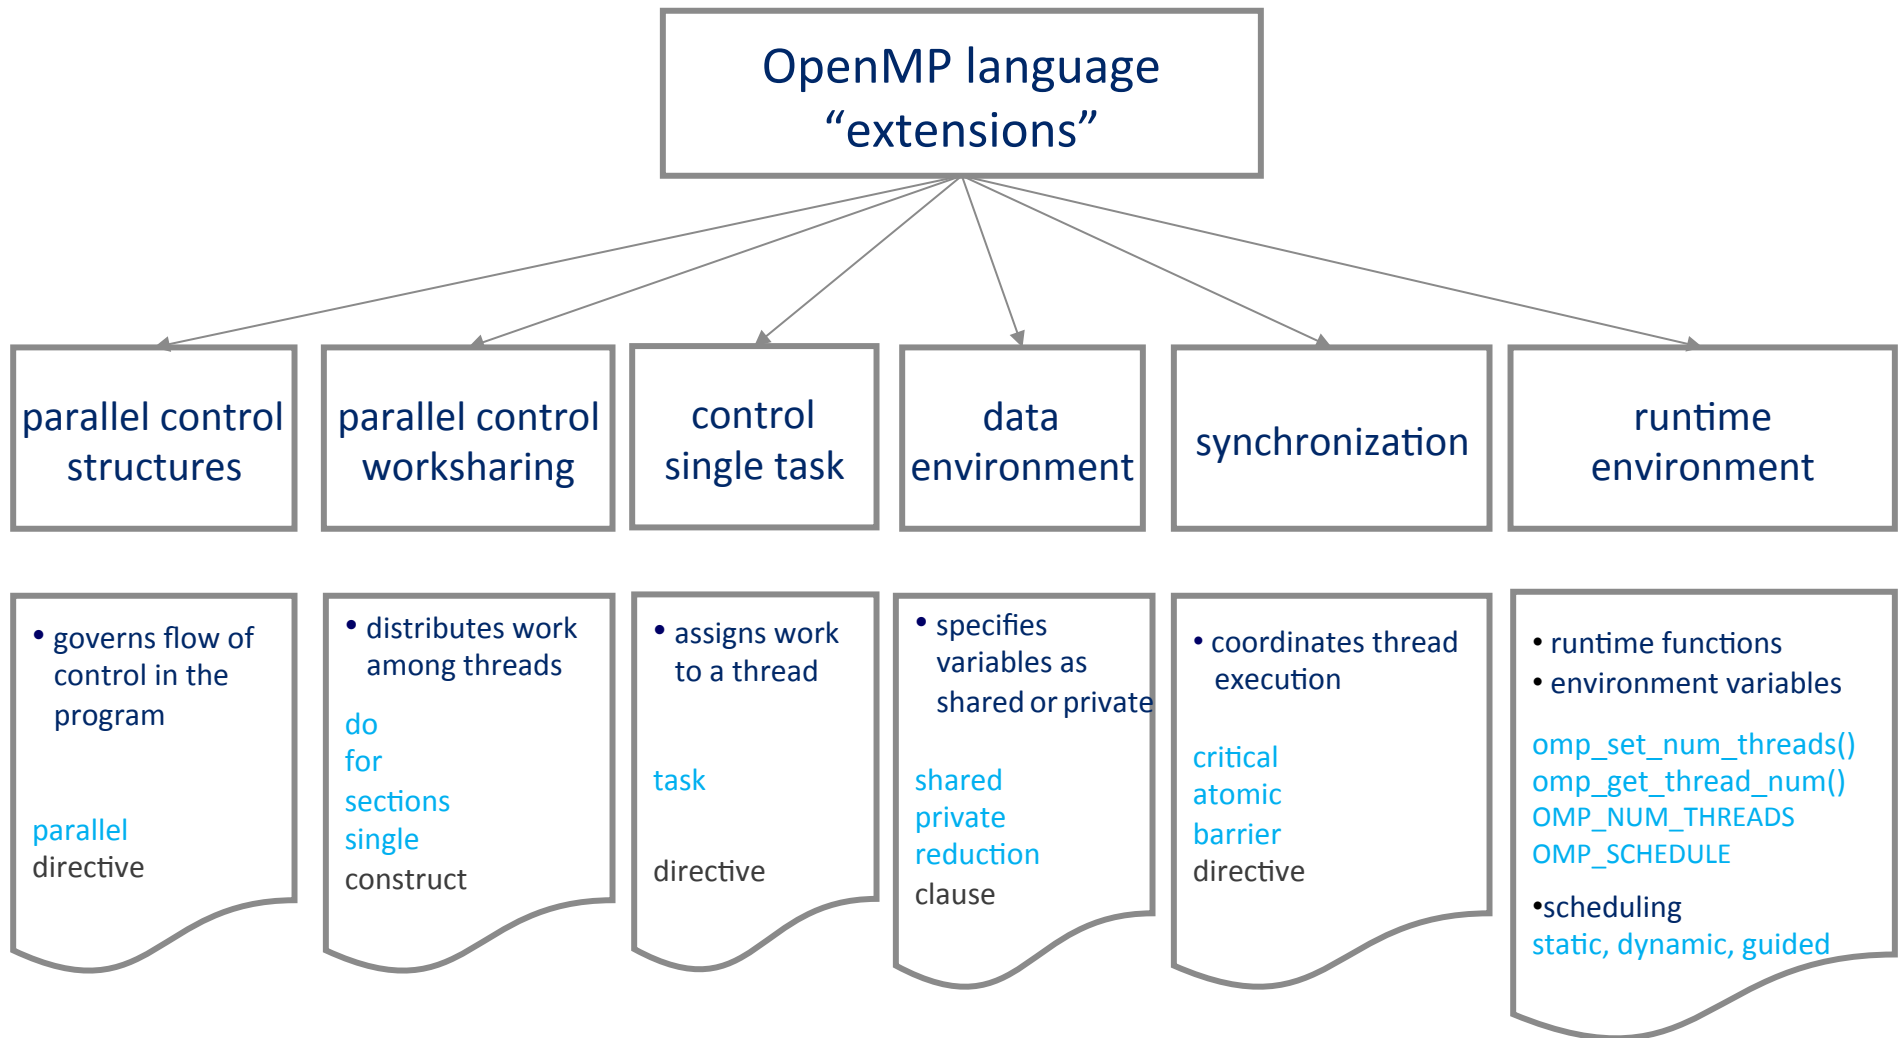 OpenMP language
“extensions”
parallel control
structures
parallel control
worksharing
control
single task
data
environment
synchronization
runtime
environment
• governs flow of
control in the
program
parallel
directive
• distributes work
among threads
do
for
sections
single
construct
• assigns work
to a thread
task
directive
• specifies
variables as
shared or private
shared
private
reduction
clause
• coordinates thread
execution
critical
atomic
barrier
directive
• runtime functions
• environment variables
omp_set_num_threads()
omp_get_thread_num()
OMP_NUM_THREADS
OMP_SCHEDULE
•scheduling
static, dynamic, guided